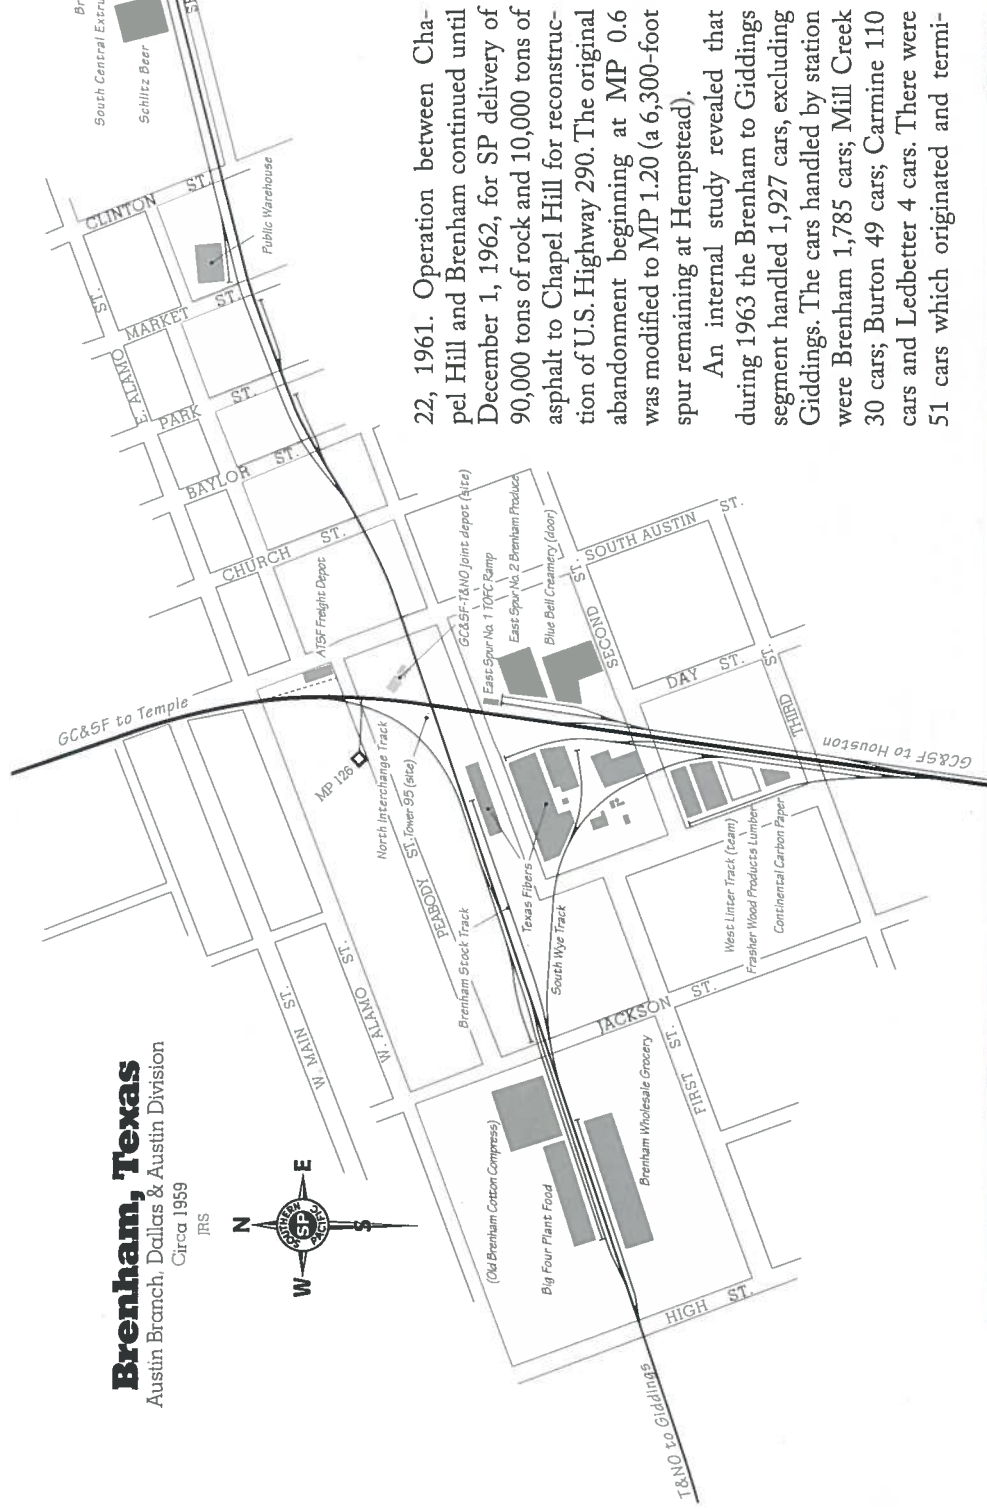 Brenham, Texas
Austin Branch, Dallas & Austin Division
Circa 1959
JRS
N
W
E
S
SOUTHERN
SP
PACIFIC
GC&SF to Temple
GC&SF to Houston
T&NO to Giddings
South Central Extru
Schlitz Beer
Public Warehouse
CLINTON ST.
MARKET ST.
E. ALAMO ST.
PARK ST.
BAYLOR ST.
CHURCH ST.
ATSF Freight Depot
GC&SF-T&NO Joint depot (site)
East Spur No. 1 TOFC Ramp
East Spur No. 2 Brenham Produce
Blue Bell Creamery (door)
SOUTH AUSTIN ST.
SECOND ST.
DAY ST.
THIRD ST.
MP 126
North Interchange Track
Tower 95 (site)
PEABODY ST.
Brenham Stock Track
Texas Fibers
South Wye Track
West Linter Track (team)
Frasher Wood Products Lumber
Continental Carbon Paper
W. MAIN ST.
W. ALAMO ST.
JACKSON ST.
FIRST ST.
(Old Brenham Cotton Compress)
Big Four Plant Food
Brenham Wholesale Grocery
HIGH ST.
22, 1961. Operation between Cha-
pel Hill and Brenham continued until
December 1, 1962, for SP delivery of
90,000 tons of rock and 10,000 tons of
asphalt to Chapel Hill for reconstruc-
tion of U.S. Highway 290. The original
abandonment beginning at MP 0.6
was modified to MP 1.20 (a 6,300-foot
spur remaining at Hempstead).
An internal study revealed that
during 1963 the Brenham to Giddings
segment handled 1,927 cars, excluding
Giddings. The cars handled by station
were Brenham 1,785 cars; Mill Creek
30 cars; Burton 49 cars; Carmine 110
cars and Ledbetter 4 cars. There were
51 cars which originated and termi-